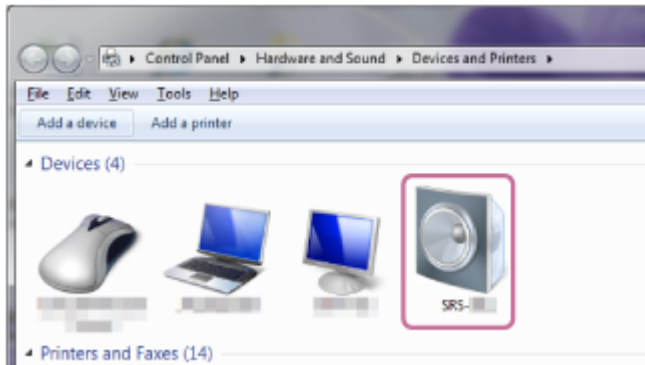 Control Panel ▸ Hardware and Sound ▸ Devices and Printers ▸
File Edit View Tools Help
Add a device Add a printer
Devices (4)
SRS-
Printers and Faxes (14)